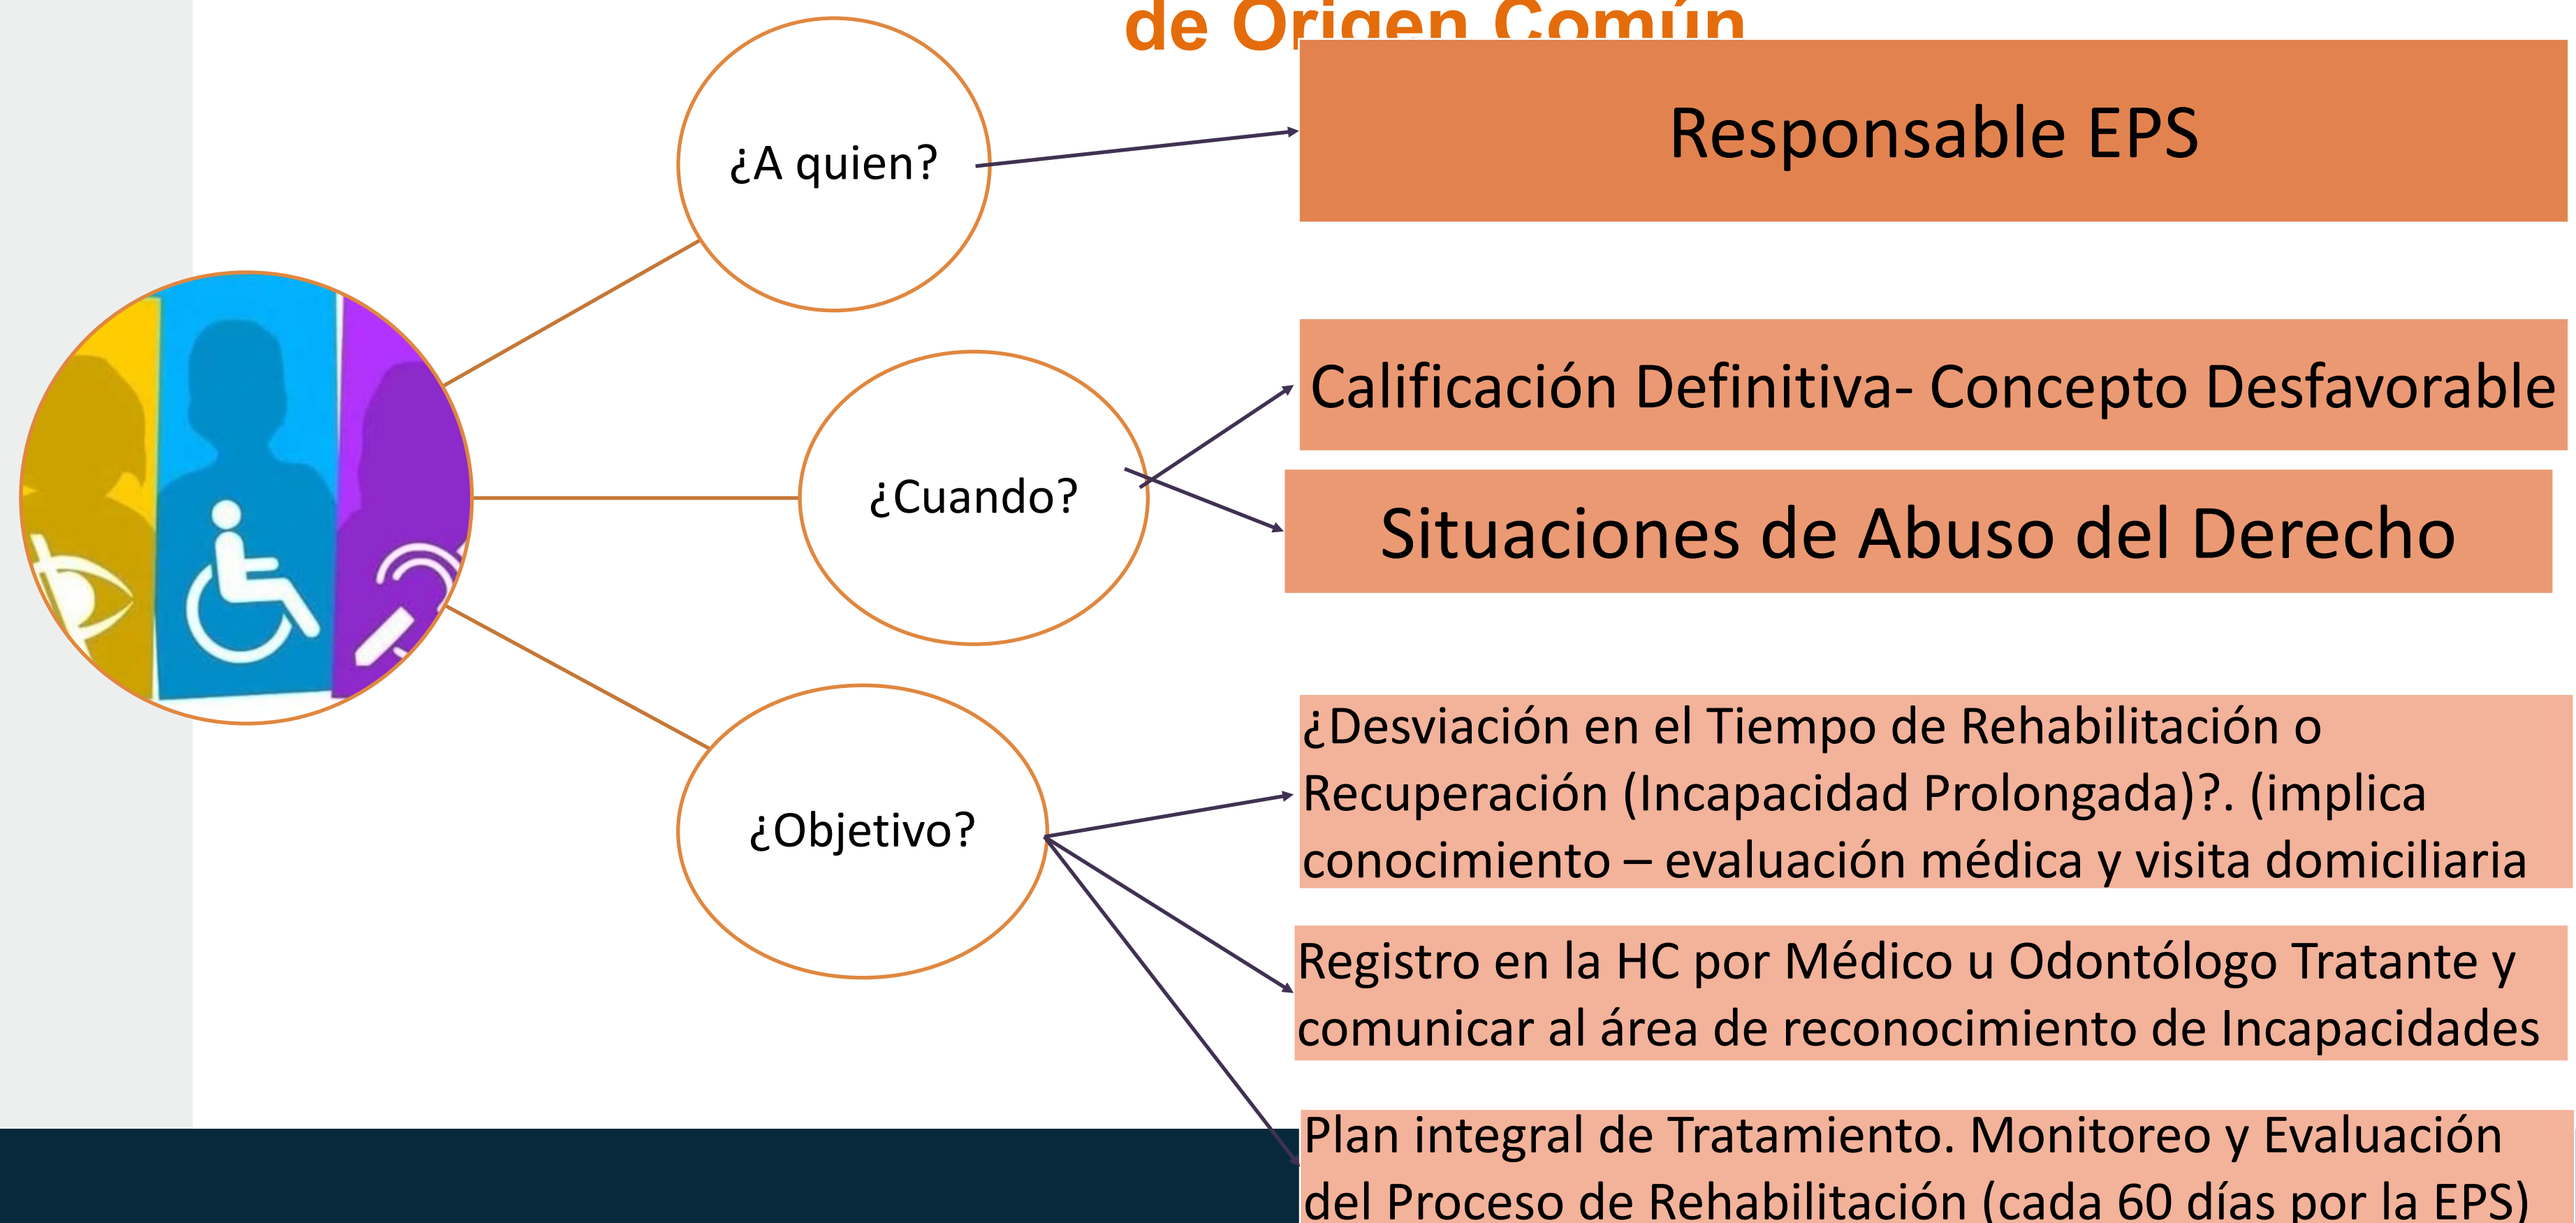 de Origen Común
¿A quien?
Responsable EPS
¿Cuando?
Calificación Definitiva- Concepto Desfavorable
Situaciones de Abuso del Derecho
¿Objetivo?
¿Desviación en el Tiempo de Rehabilitación o
Recuperación (Incapacidad Prolongada)?. (implica
conocimiento – evaluación médica y visita domiciliaria
Registro en la HC por Médico u Odontólogo Tratante y
comunicar al área de reconocimiento de Incapacidades
Plan integral de Tratamiento. Monitoreo y Evaluación
del Proceso de Rehabilitación (cada 60 días por la EPS)